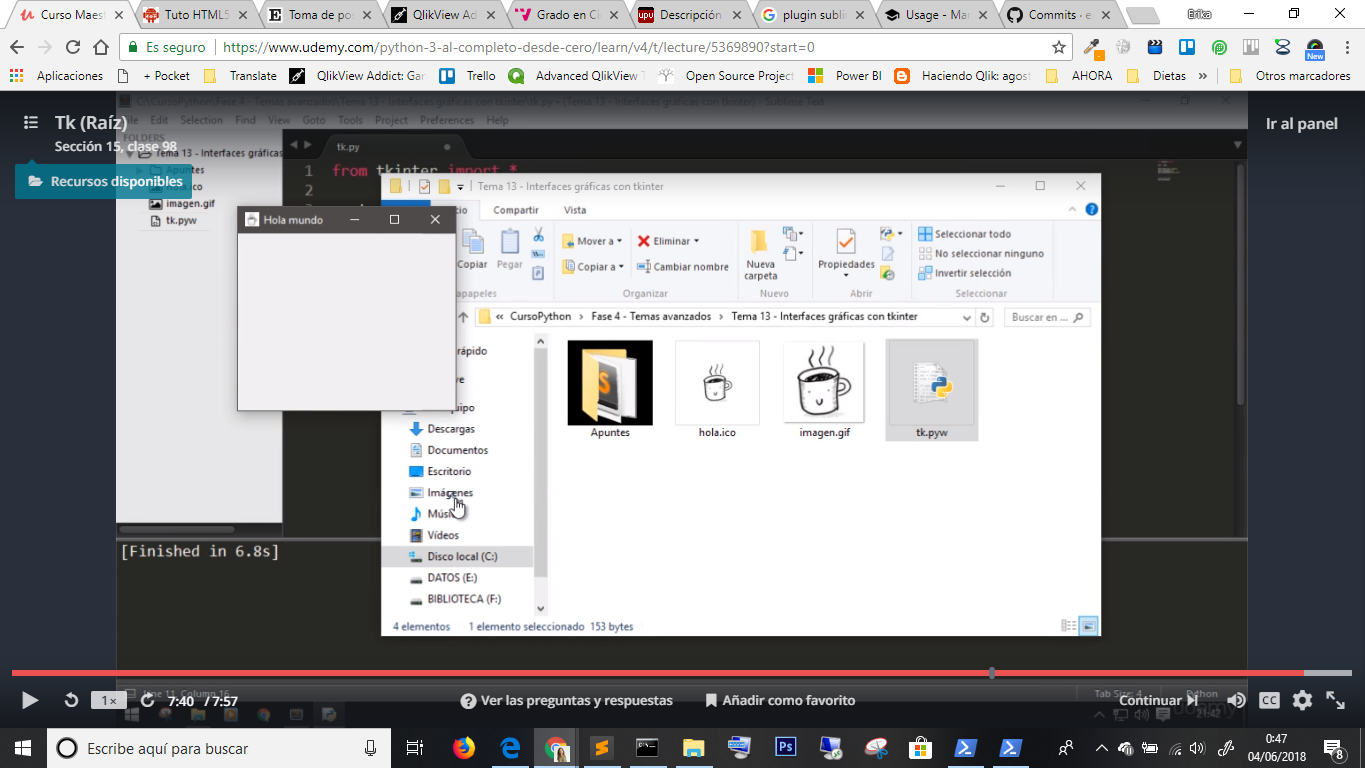 Curso Maest
Tuto HTML5
Toma de po
QlikView Ad
Grado en Ci
Descripción
plugin subli
Usage - Mar
Commits · e
Erika
Es seguro
https://www.udemy.com/python-3-al-completo-desde-cero/learn/v4/t/lecture/5369890?start=0
New
Aplicaciones
+ Pocket
Translate
QlikView Addict: Gar
Trello
Advanced QlikView T
Open Source Project
Power BI
Haciendo Qlik: agost
AHORA
Dietas
»
Otros marcadores
C:\CursoPython\Fase 4 - Temas avanzados\Tema 13 - Interfaces gráficas con tkinter\tk.py • (Tema 13 - Interfaces gráficas con tkinter) - Sublime Text
Edit Selection Find View Goto Tools Project Preferences Help
Tk (Raíz)
Sección 15, clase 98
Ir al panel
FOLDERS
Tema 13 - Interfaces gráficas
Apuntes
hola.ico
Recursos disponibles
imagen.gif
tk.pyw
tk.py
1 from tkinter import *
2
Hola mundo
Tema 13 - Interfaces gráficas con tkinter
Compartir
Vista
Copiar
Pegar
Mover a
Copiar a
Eliminar
Cambiar nombre
Organizar
Nueva
carpeta
Nuevo
Propiedades
Abrir
Seleccionar todo
No seleccionar ninguno
Invertir selección
Seleccionar
« CursoPython > Fase 4 - Temas avanzados > Tema 13 - Interfaces gráficas con tkinter
Buscar en ...
rápido
Descargas
Documentos
Escritorio
Imágenes
Vídeos
Disco local (C:)
DATOS (E:)
BIBLIOTECA (F:)
Apuntes
hola.ico
imagen.gif
tk.pyw
4 elementos
1 elemento seleccionado 153 bytes
[Finished in 6.8s]
Line 11, Column 16
Tab Size: 4
Python
1×
7:40 / 7:57
Ver las preguntas y respuestas
Añadir como favorito
Continuar
CC
udemy
21:42
Escribe aquí para buscar
Ps
0:47
04/06/2018
8